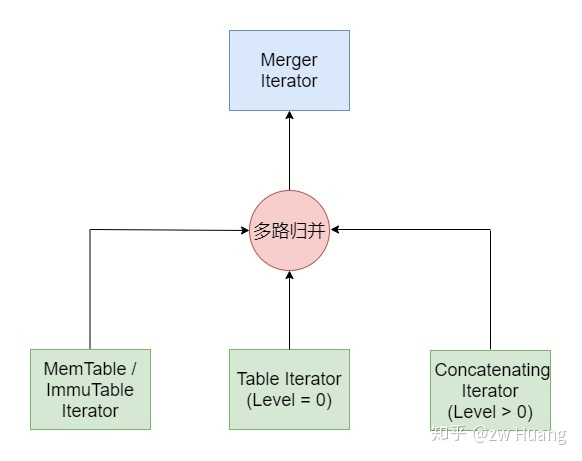 Merger
Iterator
多路归并
MemTable /
ImmuTable
Iterator
Table Iterator
(Level = 0)
Concatenating
Iterator
(Level > 0)
知乎 @zw Huang